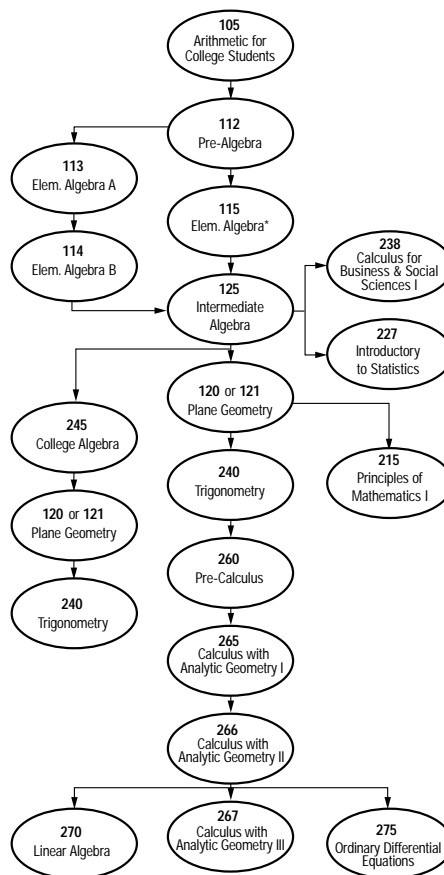 105
Arithmetic for
College Students
112
Pre-Algebra
113
Elem. Algebra A
115
Elem. Algebra*
114
Elem. Algebra B
238
Calculus for
Business & Social
Sciences I
125
Intermediate
Algebra
227
Introductory
to Statistics
120 or 121
Plane Geometry
245
College Algebra
240
Trigonometry
215
Principles of
Mathematics I
120 or 121
Plane Geometry
260
Pre-Calculus
240
Trigonometry
265
Calculus with
Analytic Geometry I
266
Calculus with
Analytic Geometry II
270
Linear Algebra
267
Calculus with
Analytic Geometry III
275
Ordinary Differential
Equations